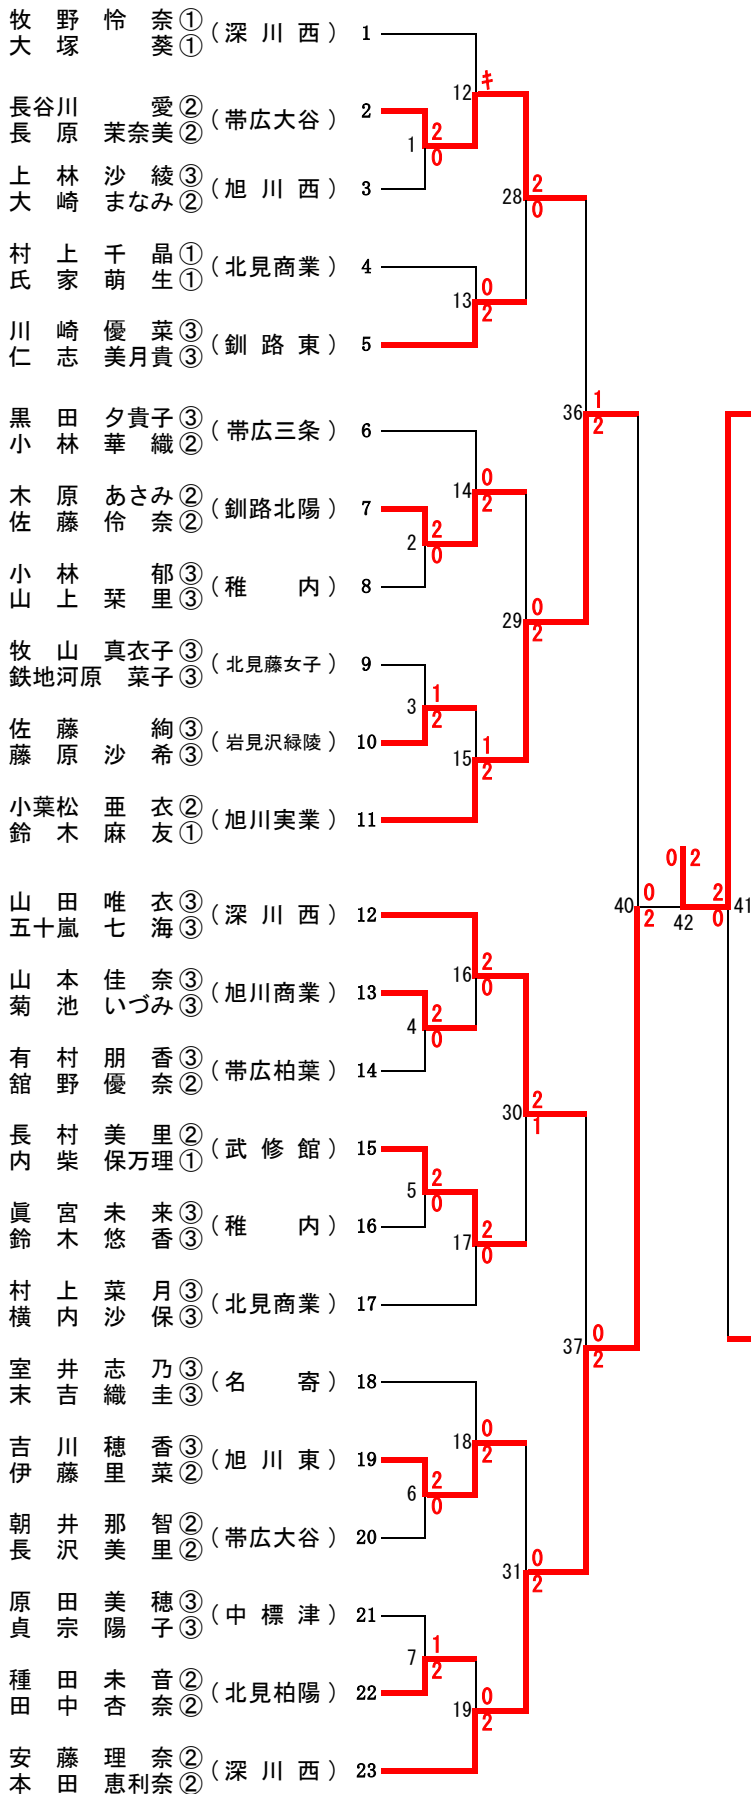 牧野怜奈①
大塚葵①
(深川西) 1
12 キ
長谷川愛②
長原茉奈美②
(帯広大谷) 2
1 2
0
上林沙綾③
大崎まなみ②
(旭川西) 3
28 2
0
村上千晶①
氏家萌生①
(北見商業) 4
13 0
2
川崎優菜③
仁志美月貴③
(釧路東) 5
36 1
2
黒田夕貴子③
小林華織②
(帯広三条) 6
14 0
2
木原あさみ②
佐藤伶奈②
(釧路北陽) 7
2 2
0
小林郁③
山上栞里③
(稚内) 8
29 0
2
牧山真衣子③
鉄地河原菜子③
(北見藤女子) 9
3 1
2
佐藤絢③
藤原沙希③
(岩見沢緑陵) 10
15 1
2
小葉松亜衣②
鈴木麻友①
(旭川実業) 11
0 2
40 0
2
42
2
0
41
山田唯衣③
五十嵐七海③
(深川西) 12
16 2
0
山本佳奈③
菊池いづみ③
(旭川商業) 13
4 2
0
有村朋香③
舘野優奈②
(帯広柏葉) 14
30 2
1
長村美里②
内柴保万理①
(武修館) 15
5 2
0
眞宮未来③
鈴木悠香③
(稚内) 16
17 2
0
村上菜月③
横内沙保③
(北見商業) 17
37 0
2
室井志乃③
末吉織圭③
(名寄) 18
18 0
2
吉川穂香③
伊藤里菜②
(旭川東) 19
6 2
0
朝井那智②
長沢美里②
(帯広大谷) 20
31 0
2
原田美穂③
貞宗陽子③
(中標津) 21
7 1
2
種田未音②
田中杏奈②
(北見柏陽) 22
19 0
2
安藤理奈②
本田恵利奈②
(深川西) 23